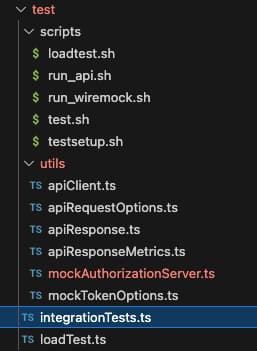 test
scripts
$ loadtest.sh
$ run_api.sh
$ run_wiremock.sh
$ test.sh
$ testsetup.sh
utils
TS apiClient.ts
TS apiRequestOptions.ts
TS apiResponse.ts
TS apiResponseMetrics.ts
TS mockAuthorizationServer.ts
TS mockTokenOptions.ts
TS integrationTests.ts
TS loadTest.ts